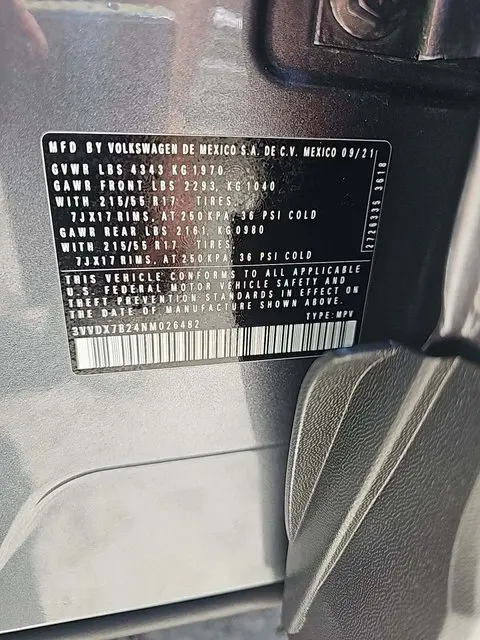 MFD BY VOLKSWAGEN DE MEXICO S.A. DE C.V. MEXICO 09/21
GVWR LBS 4343 KG 1970
GAWR FRONT LBS 2293, KG 1040
WITH 215/55 R17 TIRES,
7JX17 RIMS, AT 250 KPA, 36 PSI COLD
GAWR REAR LBS 2161, KG 0980
WITH 215/55 R17 TIRES,
7JX17 RIMS, AT 250 KPA, 36 PSI COLD
THIS VEHICLE CONFORMS TO ALL APPLICABLE
U.S. FEDERAL MOTOR VEHICLE SAFETY AND
THEFT PREVENTION STANDARDS IN EFFECT ON
THE DATE OF MANUFACTURE SHOWN ABOVE.
3VVDX7B24NM026482 TYPE: MPV
2726335 3618